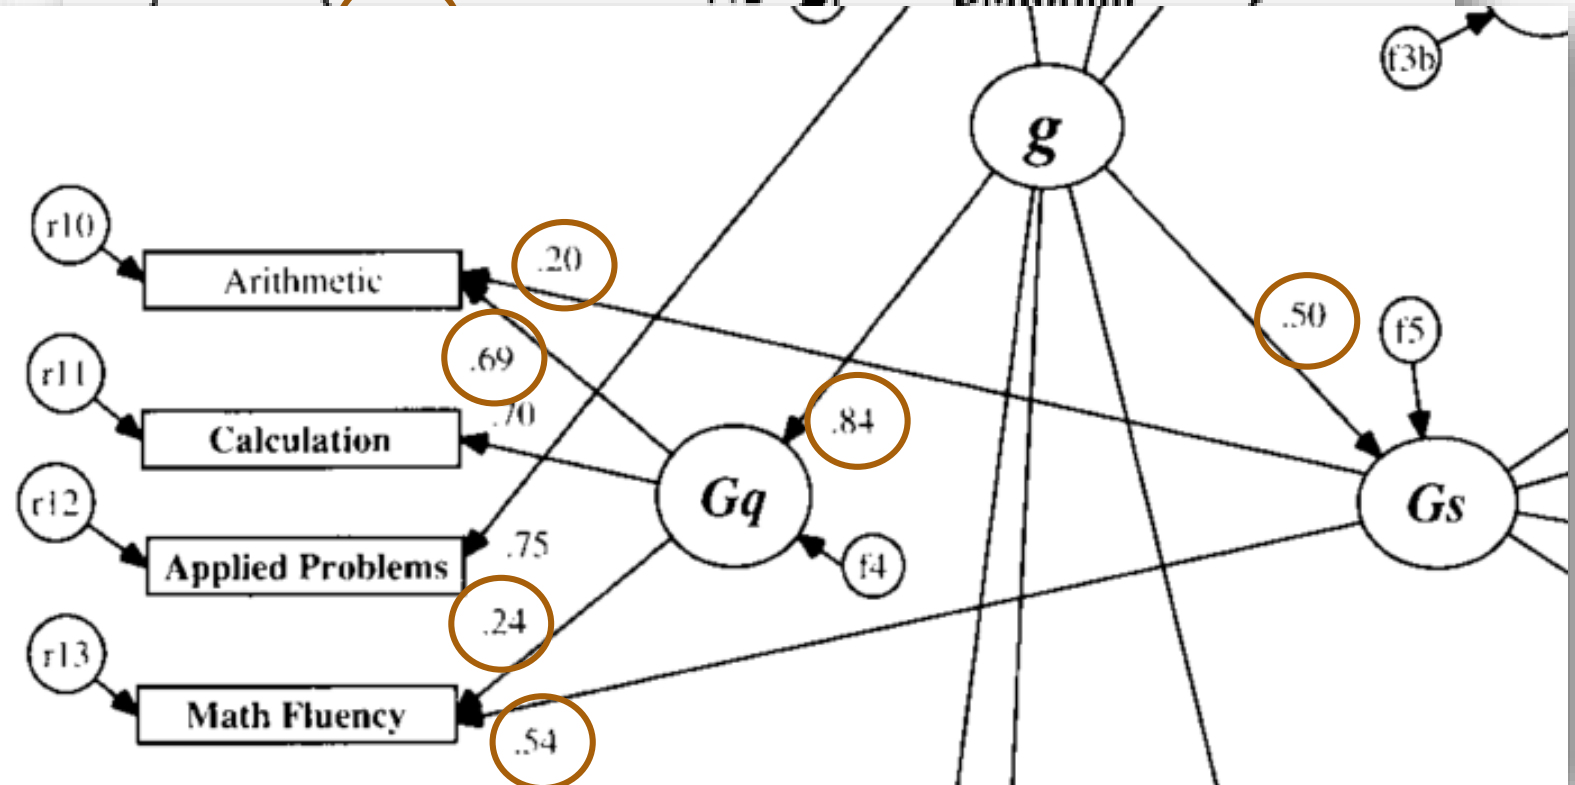 f3b
g
r10
.20
Arithmetic
.50
f5
r11
.69
.70
.84
Calculation
Gq
Gs
r12
.75
Applied Problems
f4
.24
r13
Math Fluency
.54